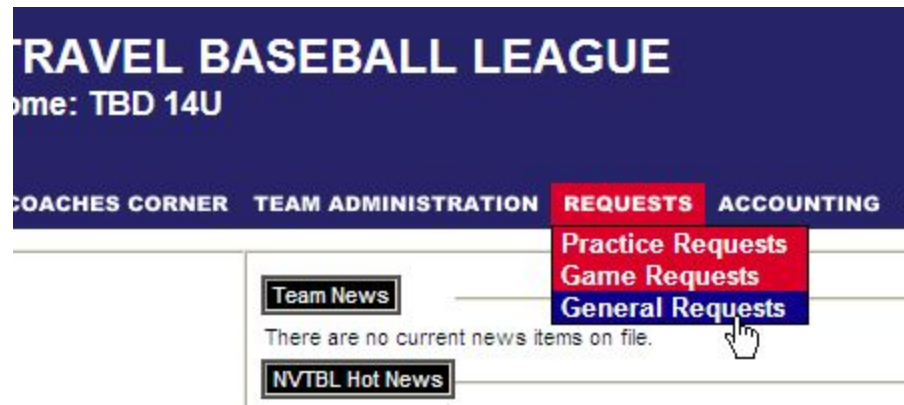 TRAVEL BASEBALL LEAGUE
ome: TBD 14U
COACHES CORNER TEAM ADMINISTRATION REQUESTS ACCOUNTING
Practice Requests
Game Requests
General Requests
Team News
There are no current news items on file.
NVTBL Hot News